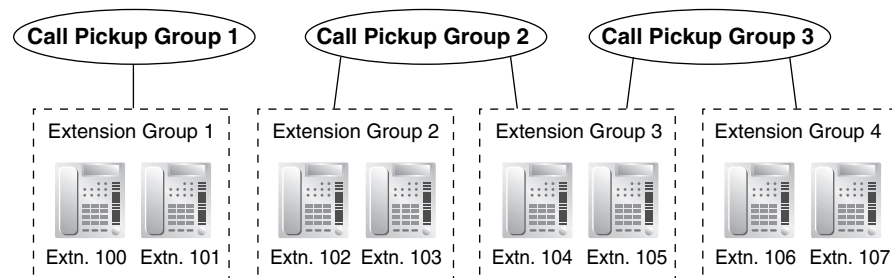 Call Pickup Group 1 Call Pickup Group 2 Call Pickup Group 3
Extension Group 1 Extension Group 2 Extension Group 3 Extension Group 4
Extn. 100 Extn. 101 Extn. 102 Extn. 103 Extn. 104 Extn. 105 Extn. 106 Extn. 107